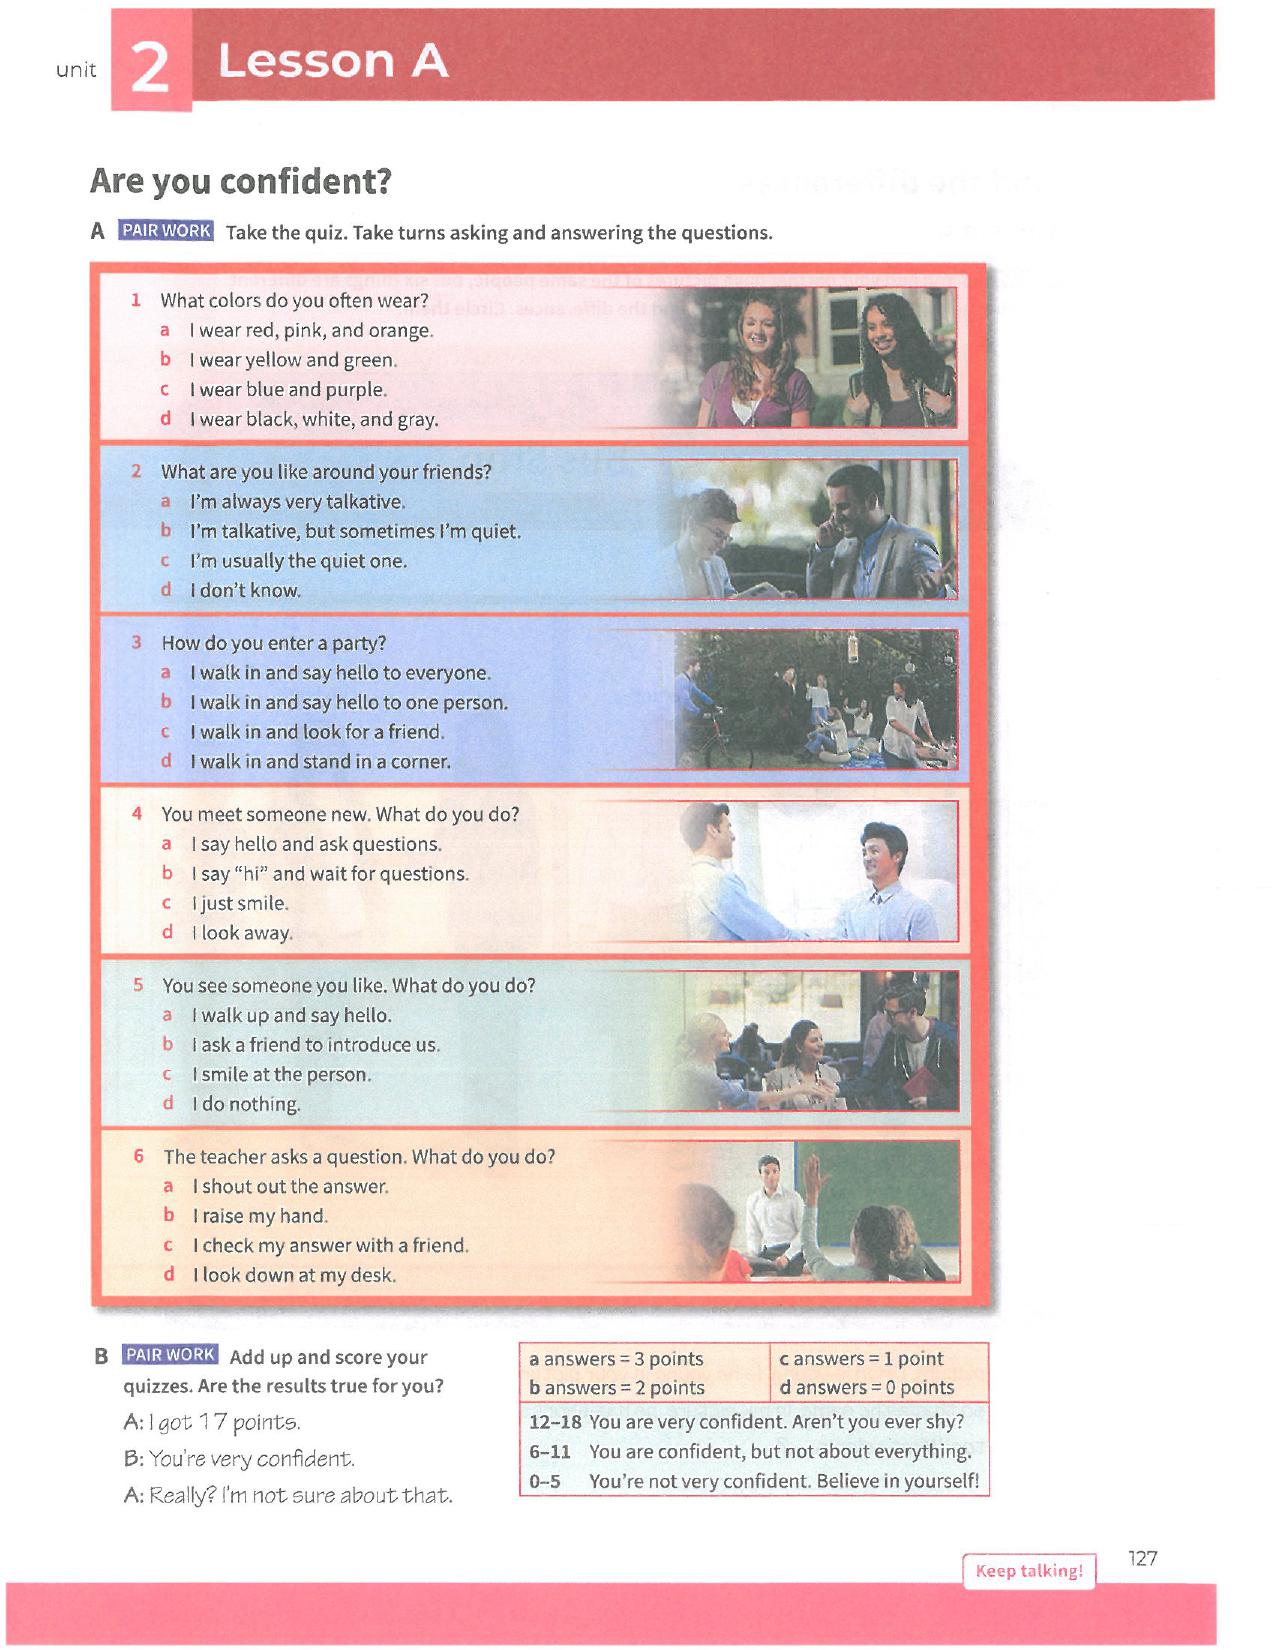 unit 2 Lesson A
Are you confident?
A PAIR WORK Take the quiz. Take turns asking and answering the questions.
1 What colors do you often wear?
a I wear red, pink, and orange.
b I wear yellow and green.
c I wear blue and purple.
d I wear black, white, and gray.
2 What are you like around your friends?
a I'm always very talkative.
b I'm talkative, but sometimes I'm quiet.
c I'm usually the quiet one.
d I don't know.
3 How do you enter a party?
a I walk in and say hello to everyone.
b I walk in and say hello to one person.
c I walk in and look for a friend.
d I walk in and stand in a corner.
4 You meet someone new. What do you do?
a I say hello and ask questions.
b I say “hi” and wait for questions.
c I just smile.
d I look away.
5 You see someone you like. What do you do?
a I walk up and say hello.
b I ask a friend to introduce us.
c I smile at the person.
d I do nothing.
6 The teacher asks a question. What do you do?
a I shout out the answer.
b I raise my hand.
c I check my answer with a friend.
d I look down at my desk.
B PAIR WORK Add up and score your
quizzes. Are the results true for you?
A: I got 17 points.
B: You're very confident.
A: Really? I'm not sure about that.
a answers = 3 points c answers = 1 point
b answers = 2 points d answers = 0 points
12–18 You are very confident. Aren't you ever shy?
6–11 You are confident, but not about everything.
0–5 You're not very confident. Believe in yourself!
Keep talking! 127